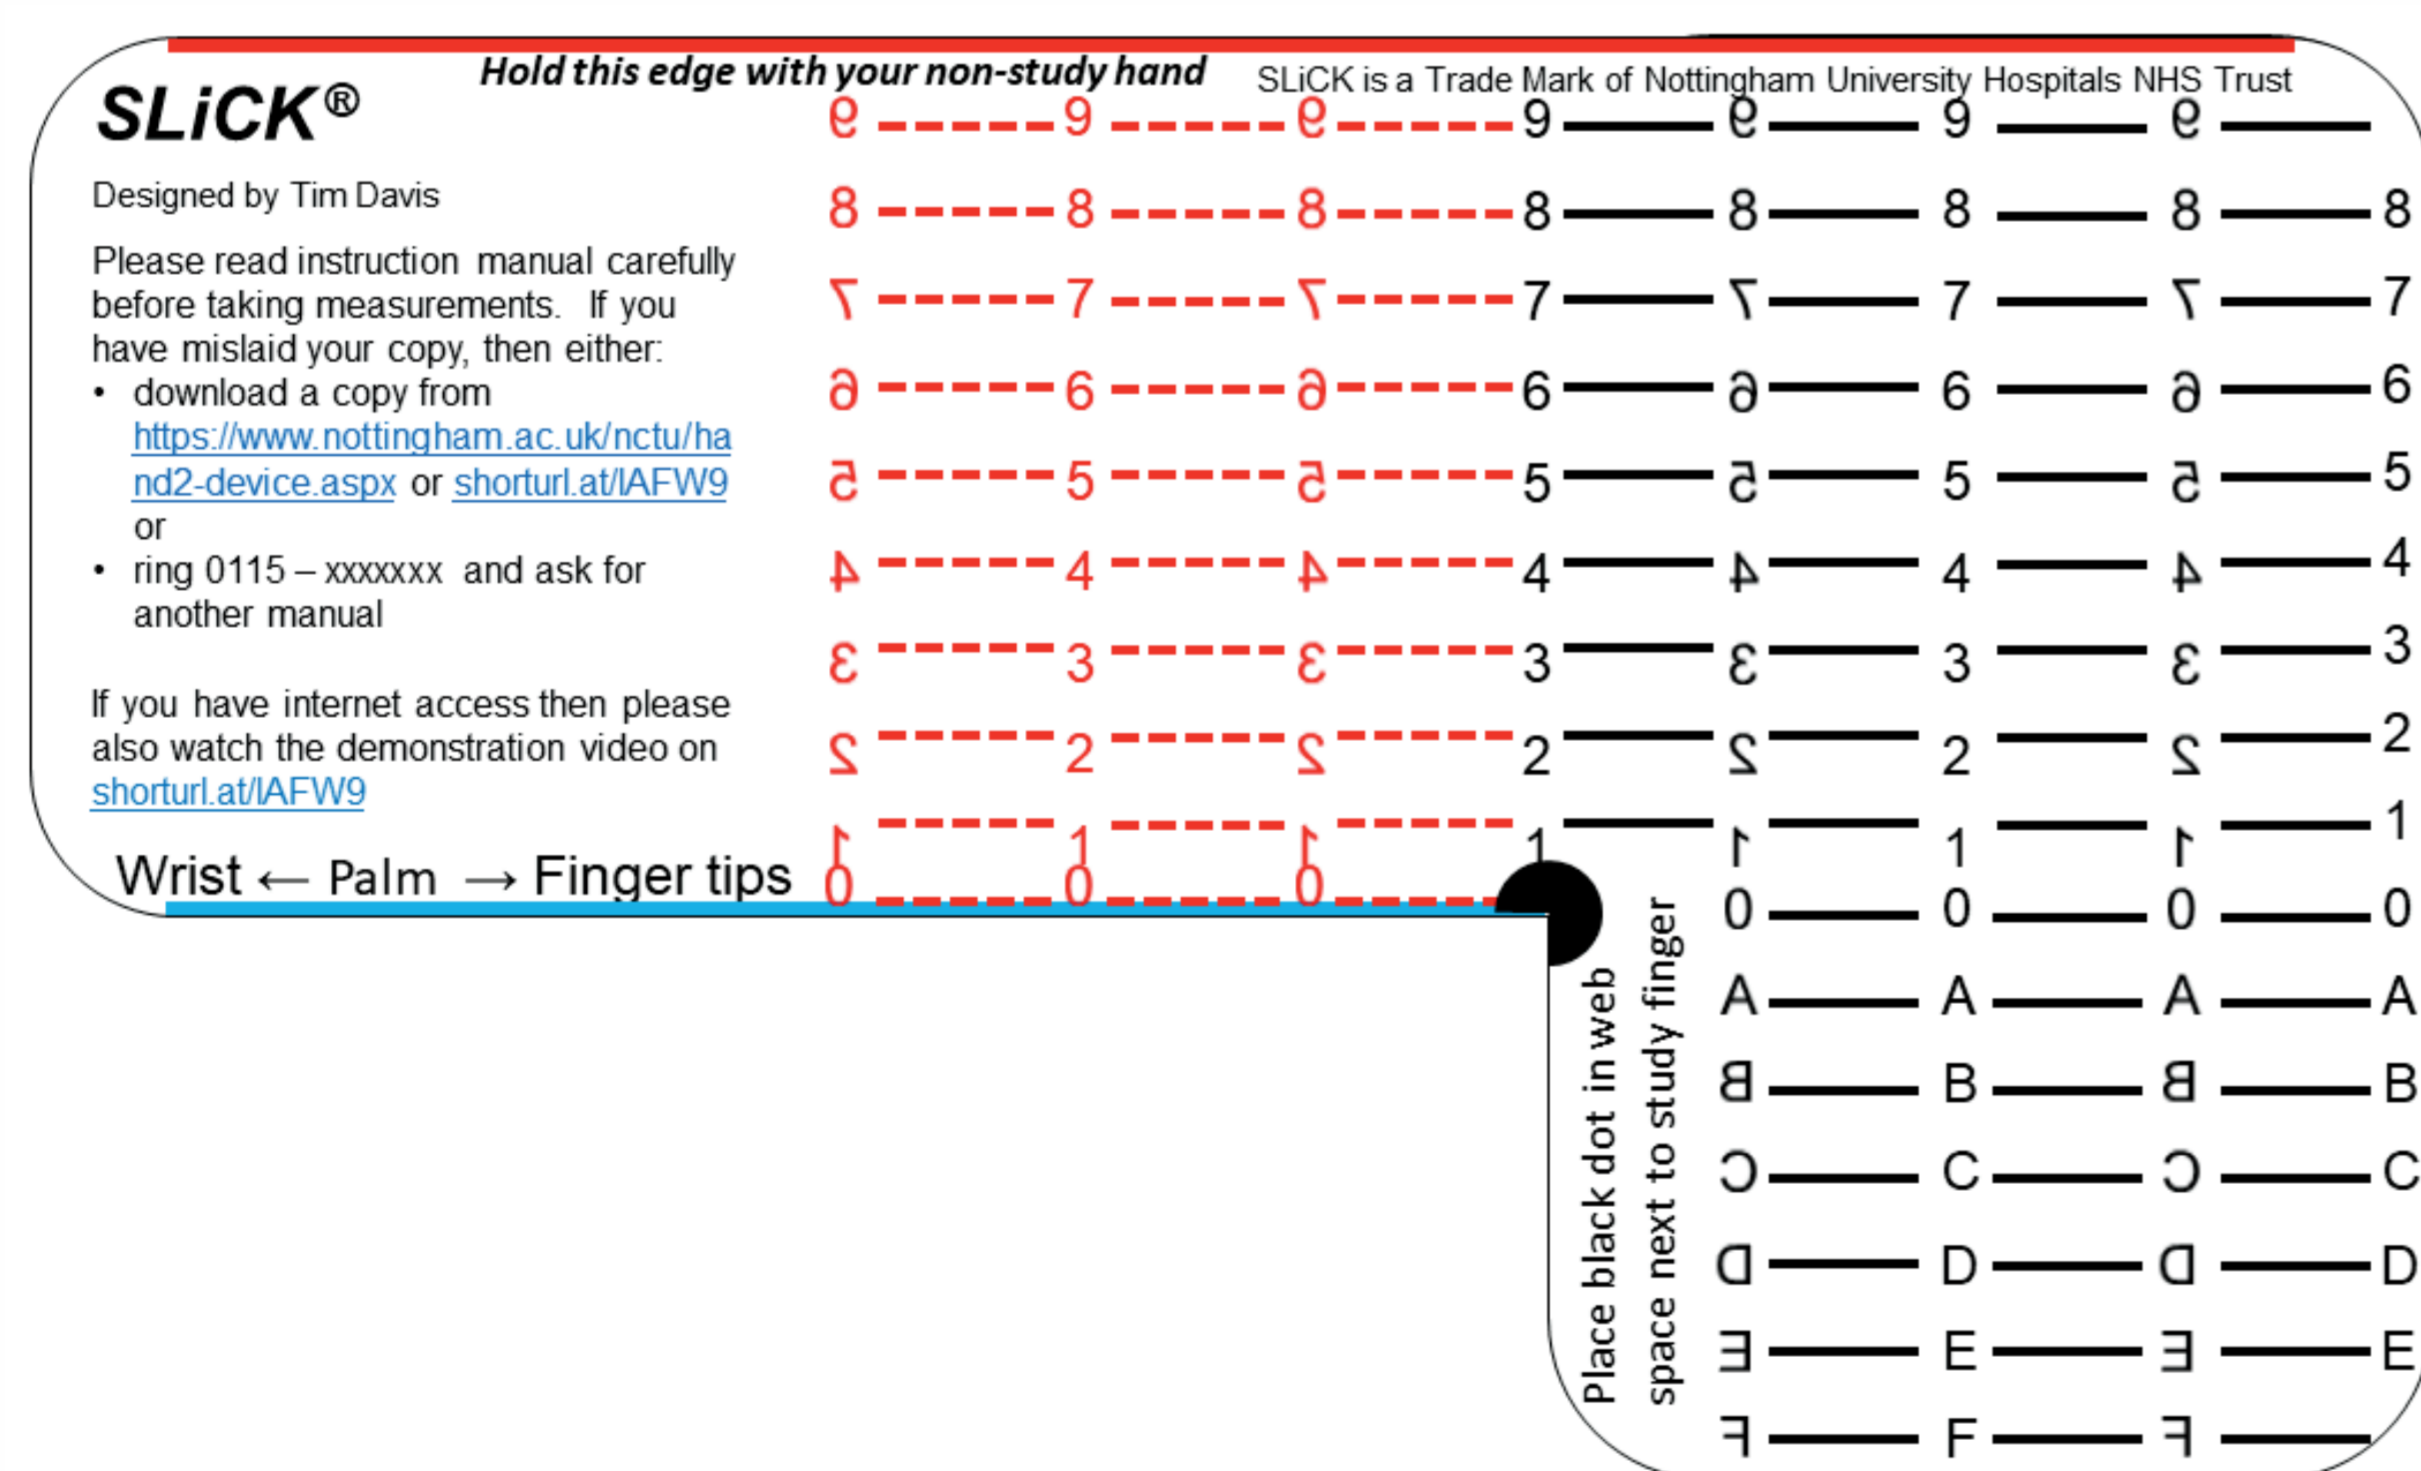 Hold this edge with your non-study hand
SLiCK is a Trade Mark of Nottingham University Hospitals NHS Trust
SLiCK®
Designed by Tim Davis
Please read instruction manual carefully
before taking measurements. If you
have mislaid your copy, then either:
• download a copy from
https://www.nottingham.ac.uk/nctu/ha
nd2-device.aspx or shorturl.at/lAFW9
or
• ring 0115 – xxxxxxx and ask for
another manual
If you have internet access then please
also watch the demonstration video on
shorturl.at/lAFW9
Wrist ← Palm → Finger tips
9 9 9 9 9 9 9
8 8 8 8 8 8 8 8
7 7 7 7 7 7 7 7
6 6 6 6 6 6 6 6
5 5 5 5 5 5 5 5
4 4 4 4 4 4 4 4
3 3 3 3 3 3 3 3
2 2 2 2 2 2 2 2
1 1 1 1 1 1 1 1
0 0 0 0 0 0 0
Place black dot in web
space next to study finger
A A A A
B B B B
C C C C
D D D D
E E E E
F F F